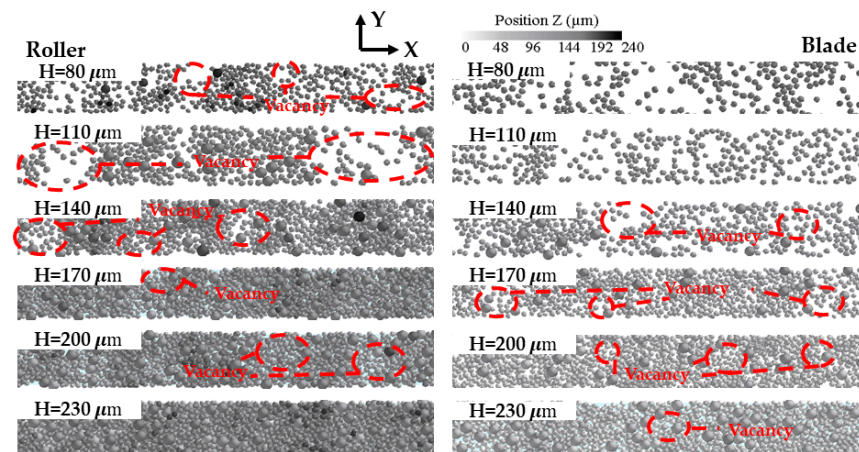 Y
X
Position Z (µm)
0 48 96 144 192 240
Roller
H=80 µm
Vacancy
H=110 µm
Vacancy
H=140 µm
Vacancy
H=170 µm
Vacancy
H=200 µm
Vacancy
H=230 µm
Blade
H=80 µm
H=110 µm
H=140 µm
Vacancy
H=170 µm
Vacancy
H=200 µm
Vacancy
H=230 µm
Vacancy